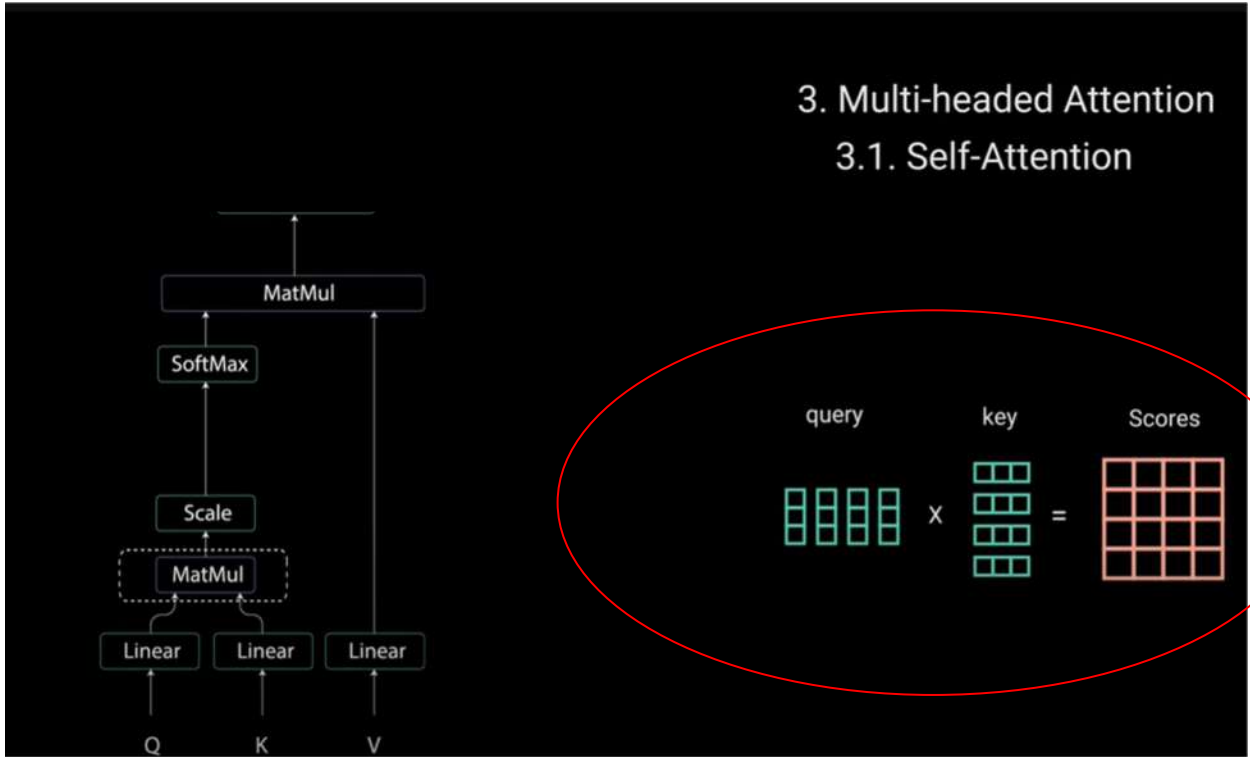 3. Multi-headed Attention
3.1. Self-Attention
MatMul
SoftMax
Scale
MatMul
Linear Linear Linear
Q K V
query key Scores
x =